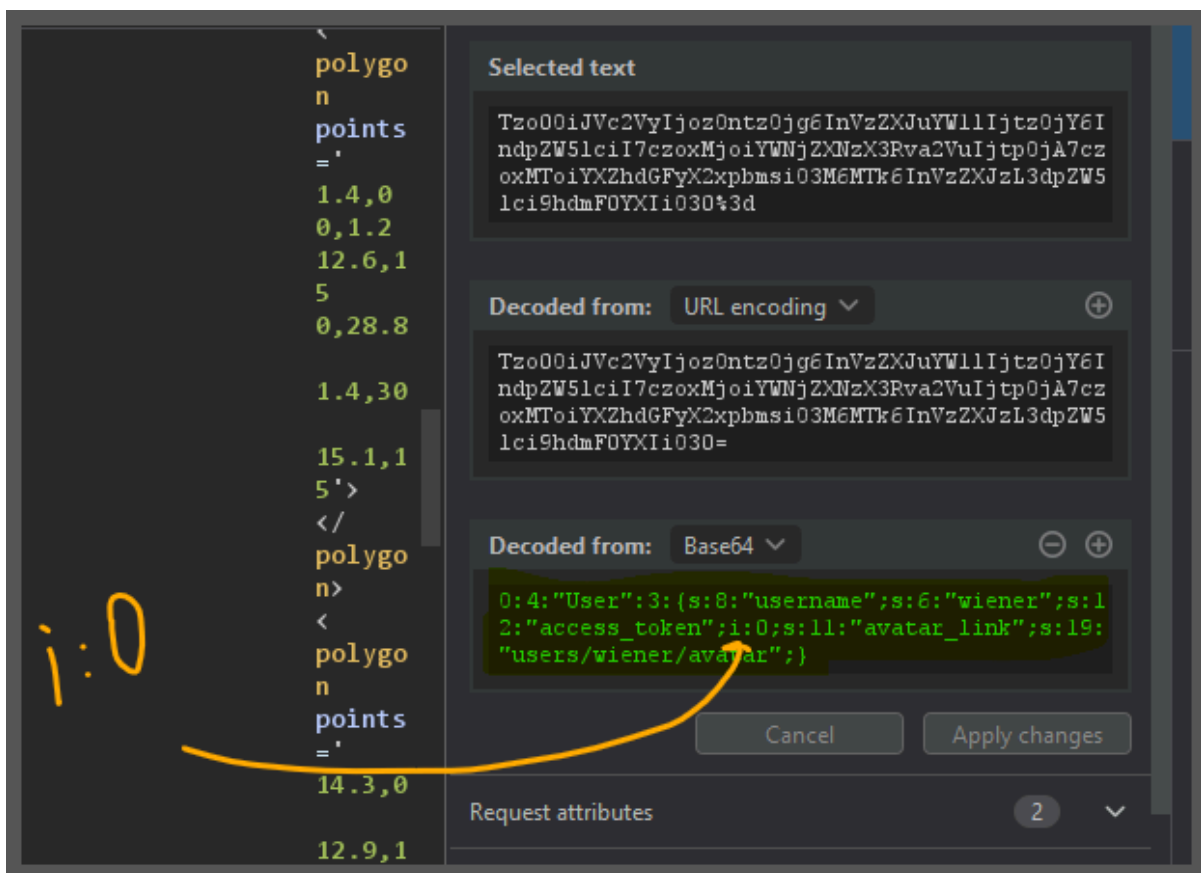 <
polygo
n
points
='
1.4,0
0,1.2
12.6,1
5
0,28.8
1.4,30
15.1,1
5'>
</
polygo
n>
<
polygo
n
points
='
14.3,0
12.9,1
i:0
Selected text
Tzo0OiJVc2VyIjozOntzOjg6InVzZXJuYW1lIjtzOjY6I
ndpZW5lciI7czoxMjoiYWNjZXNzX3Rva2VuIjtpOjA7cz
oxMToiYXZhdGFyX2xpbmsiO3M6MTk6InVzZXJzL3dpZW5
lci9hdmF0YXIiO30%3d
Decoded from: URL encoding
Tzo0OiJVc2VyIjozOntzOjg6InVzZXJuYW1lIjtzOjY6I
ndpZW5lciI7czoxMjoiYWNjZXNzX3Rva2VuIjtpOjA7cz
oxMToiYXZhdGFyX2xpbmsiO3M6MTk6InVzZXJzL3dpZW5
lci9hdmF0YXIiO30=
Decoded from: Base64
O:4:"User":3:{s:8:"username";s:6:"wiener";s:1
2:"access_token";i:0;s:11:"avatar_link";s:19:
"users/wiener/avatar";}
Cancel Apply changes
Request attributes 2